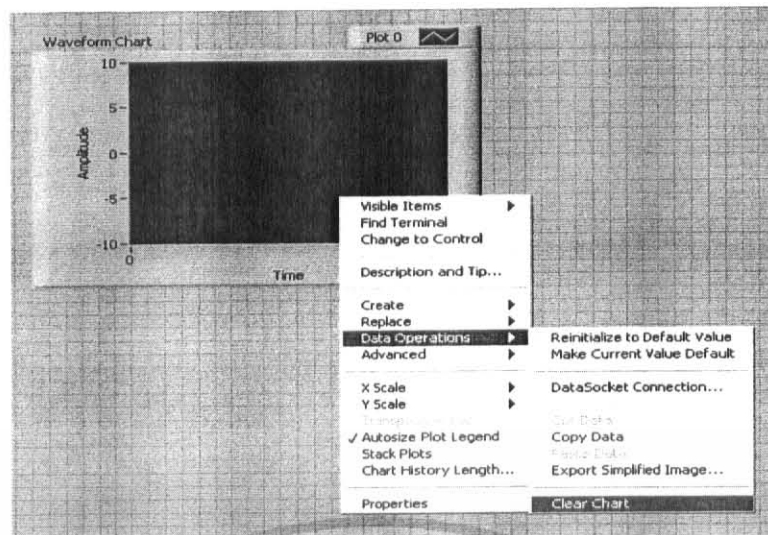 Waveform Chart
Plot 0
10
5
0
-5
-10
Amplitude
0
Time
Visible Items
Find Terminal
Change to Control
Description and Tip...
Create
Replace
Data Operations
Advanced
X Scale
Y Scale
Autosize Plot Legend
Stack Plots
Chart History Length...
Properties
Reinitialize to Default Value
Make Current Value Default
DataSocket Connection...
Cut Data
Copy Data
Paste Data
Export Simplified Image...
Clear Chart